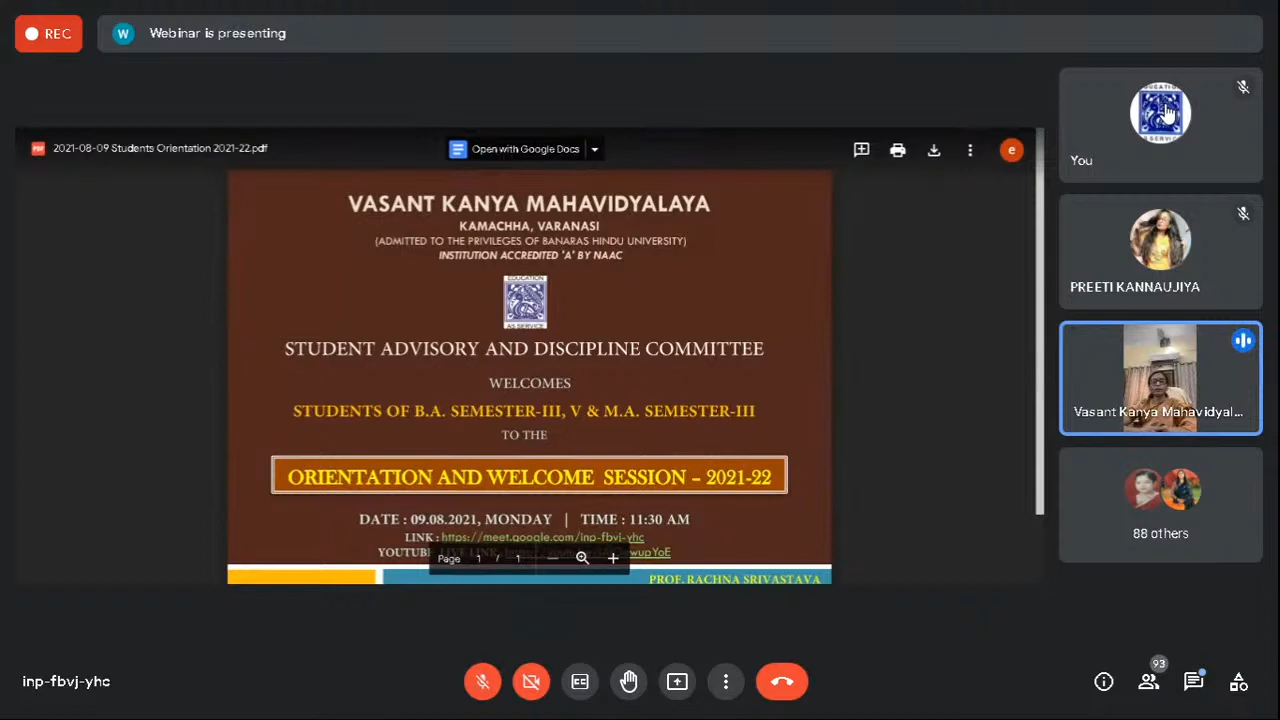 REC
W
Webinar is presenting
2021-08-09 Students Orientation 2021-22.pdf
Open with Google Docs
e
VASANT KANYA MAHAVIDYALAYA
KAMACHHA, VARANASI
(ADMITTED TO THE PRIVILEGES OF BANARAS HINDU UNIVERSITY)
INSTITUTION ACCREDITED 'A' BY NAAC
EDUCATION
AS SERVICE
STUDENT ADVISORY AND DISCIPLINE COMMITTEE
WELCOMES
STUDENTS OF B.A. SEMESTER-III, V & M.A. SEMESTER-III
TO THE
ORIENTATION AND WELCOME SESSION – 2021-22
DATE : 09.08.2021, MONDAY | TIME : 11:30 AM
LINK : https://meet.google.com/inp-fbvj-yhc
YOUTUBE
Page 1 / 1
PROF. RACHNA SRIVASTAVA
You
PREETI KANNAUJIYA
Vasant Kanya Mahavidyal...
88 others
inp-fbvj-yhc
93